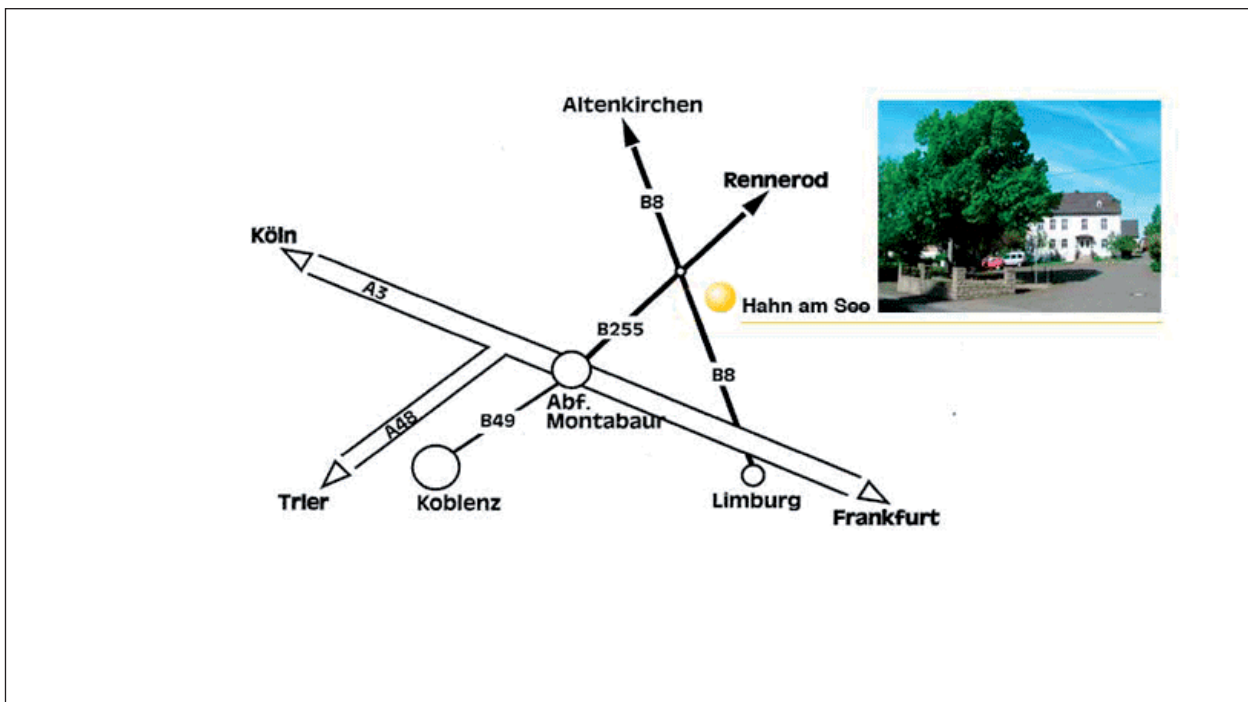 Altenkirchen
Rennerod
B8
Köln
A3
Hahn am See
B255
B8
Abf.
Montabaur
A48
B49
Trier
Koblenz
Limburg
Frankfurt